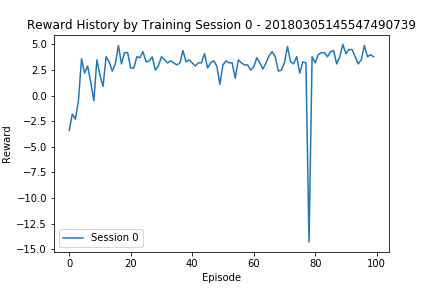 Reward History by Training Session 0 - 20180305145547490739
5.0
2.5
0.0
−2.5
−5.0
−7.5
−10.0
−12.5
−15.0
Reward
Session 0
0 20 40 60 80 100
Episode